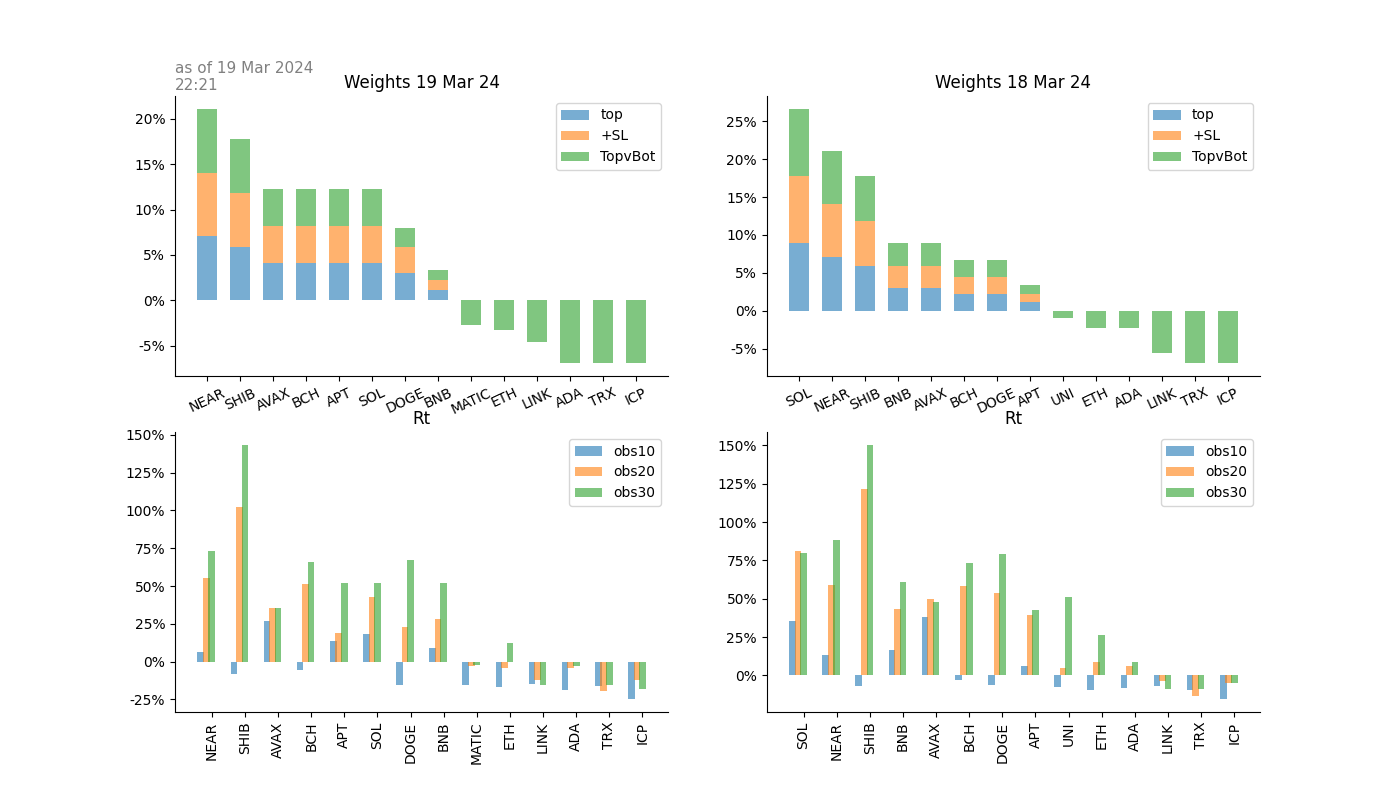 as of 19 Mar 2024
22:21
Weights 19 Mar 24
20%
15%
10%
5%
0%
-5%
top
+SL
TopvBot
NEAR SHIB AVAX BCH APT SOL DOGE BNB MATIC ETH LINK ADA TRX ICP
Weights 18 Mar 24
25%
20%
15%
10%
5%
0%
-5%
top
+SL
TopvBot
SOL NEAR SHIB BNB AVAX BCH DOGE APT UNI ETH ADA LINK TRX ICP
Rt
150%
125%
100%
75%
50%
25%
0%
-25%
obs10
obs20
obs30
NEAR SHIB AVAX BCH APT SOL DOGE BNB MATIC ETH LINK ADA TRX ICP
Rt
150%
125%
100%
75%
50%
25%
0%
obs10
obs20
obs30
SOL NEAR SHIB BNB AVAX BCH DOGE APT UNI ETH ADA LINK TRX ICP